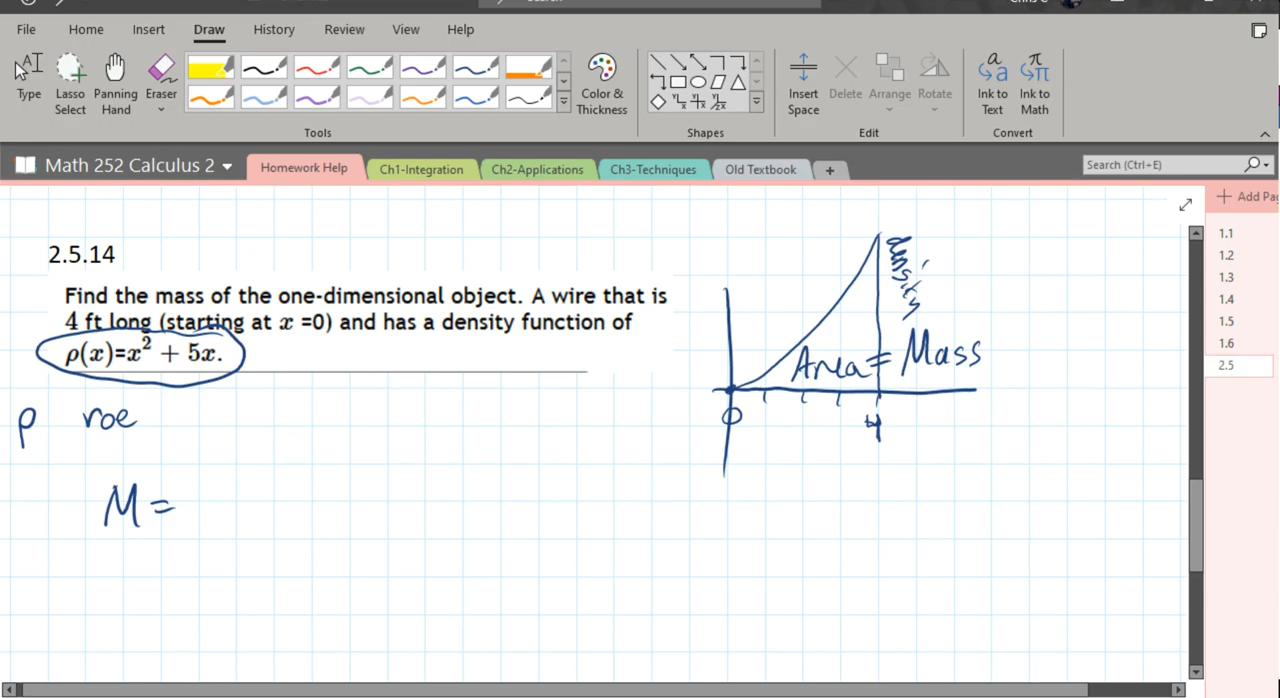 File Home Insert Draw History Review View Help
Type
Lasso Select
Panning Hand
Eraser
Color & Thickness
Insert Space
Delete
Arrange
Rotate
Ink to Text
Ink to Math
Tools
Shapes
Edit
Convert
Math 252 Calculus 2
Homework Help
Ch1-Integration
Ch2-Applications
Ch3-Techniques
Old Textbook
Search (Ctrl+E)
Add Pa
1.1
1.2
1.3
1.4
1.5
1.6
2.5
2.5.14
Find the mass of the one-dimensional object. A wire that is
4 ft long (starting at x =0) and has a density function of
ρ(x)=x² + 5x.
ρ roe
M =
density
Area = Mass
0 4